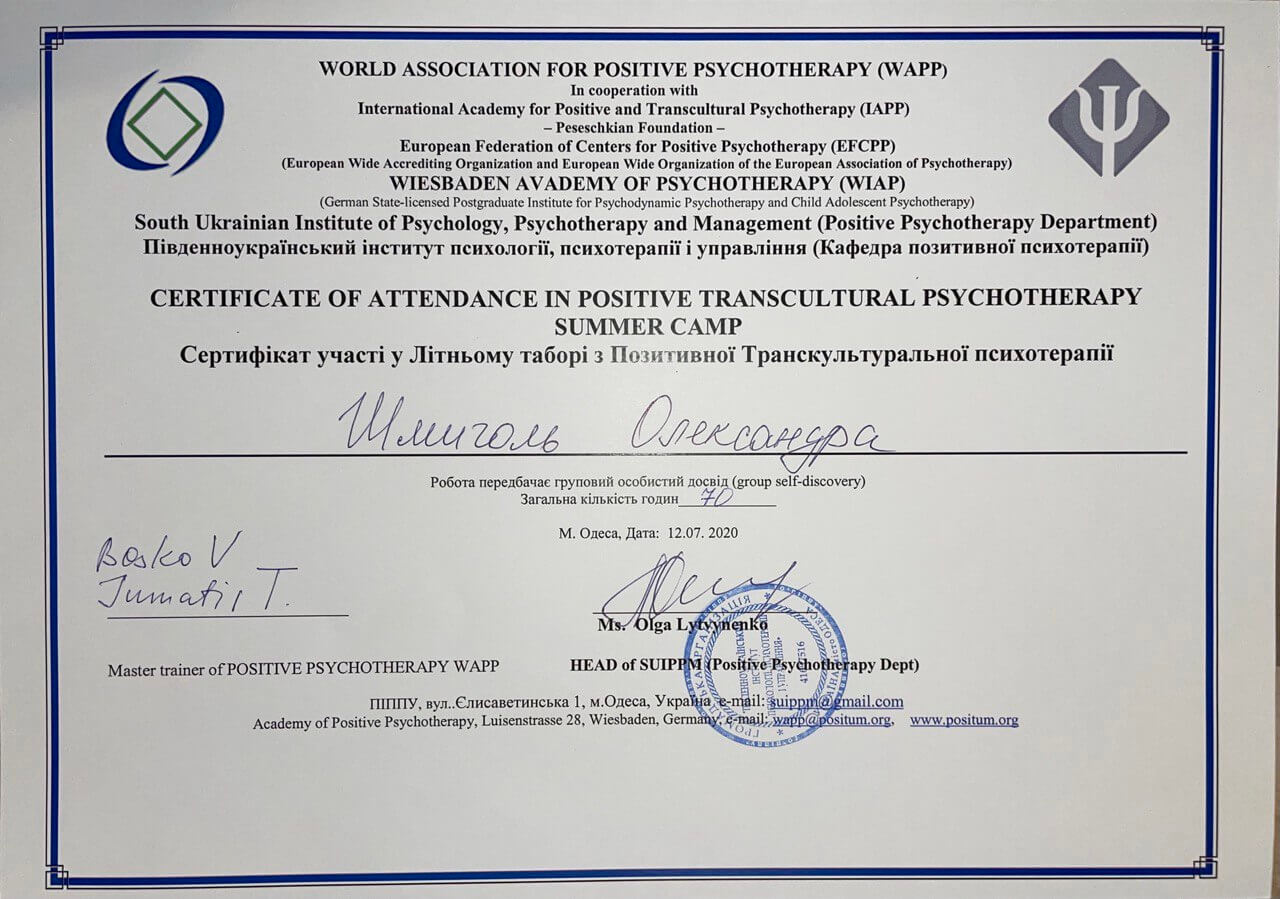 WORLD ASSOCIATION FOR POSITIVE PSYCHOTHERAPY (WAPP)
In cooperation with
International Academy for Positive and Transcultural Psychotherapy (IAPP)
– Peseschkian Foundation –
European Federation of Centers for Positive Psychotherapy (EFCPP)
(European Wide Accrediting Organization and European Wide Organization of the European Association of Psychotherapy)
WIESBADEN AVADEMY OF PSYCHOTHERAPY (WIAP)
(German State-licensed Postgraduate Institute for Psychodynamic Psychotherapy and Child Adolescent Psychotherapy)
South Ukrainian Institute of Psychology, Psychotherapy and Management (Positive Psychotherapy Department)
Південноукраїнський інститут психології, психотерапії і управління (Кафедра позитивної психотерапії)
CERTIFICATE OF ATTENDANCE IN POSITIVE TRANSCULTURAL PSYCHOTHERAPY
SUMMER CAMP
Сертифікат участі у Літньому таборі з Позитивної Транскультуральної психотерапії
Шмиголь Олександра
Робота передбачає груповий особистий досвід (group self-discovery)
Загальна кількість годин 70
М. Одеса, Дата: 12.07. 2020
Bosko V
T.
Ms. Olga Lytvynenko
Master trainer of POSITIVE PSYCHOTHERAPY WAPP
HEAD of SUIPPM (Positive Psychotherapy Dept)
ПІППУ, вул.Єлисаветинська 1, м.Одеса, Україна, e-mail: suippm@gmail.com
Academy of Positive Psychotherapy, Luisenstrasse 28, Wiesbaden, Germany, e-mail: wapp@positum.org, www.positum.org